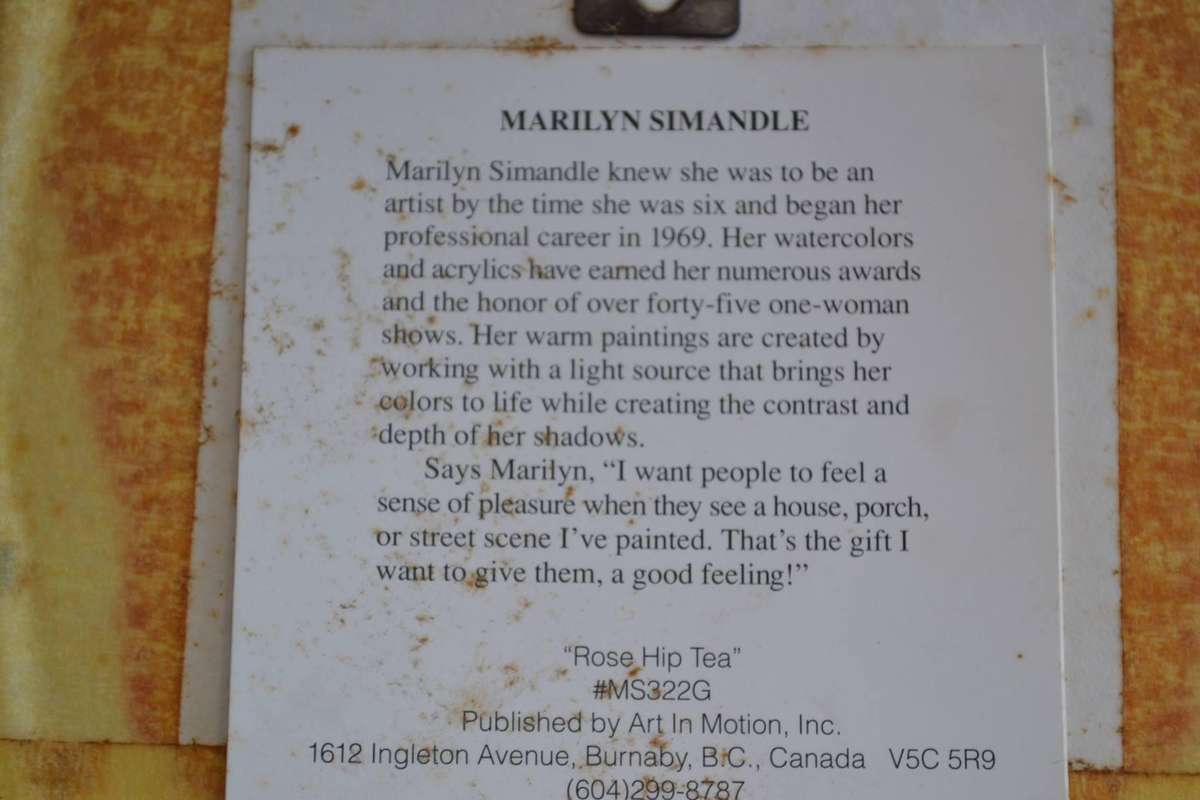 MARILYN SIMANDLE
Marilyn Simandle knew she was to be an
artist by the time she was six and began her
professional career in 1969. Her watercolors
and acrylics have earned her numerous awards
and the honor of over forty-five one-woman
shows. Her warm paintings are created by
working with a light source that brings her
colors to life while creating the contrast and
depth of her shadows.
Says Marilyn, “I want people to feel a
sense of pleasure when they see a house, porch,
or street scene I’ve painted. That’s the gift I
want to give them, a good feeling!”
“Rose Hip Tea”
#MS322G
Published by Art In Motion, Inc.
1612 Ingleton Avenue, Burnaby, B.C., Canada V5C 5R9
(604)299-8787